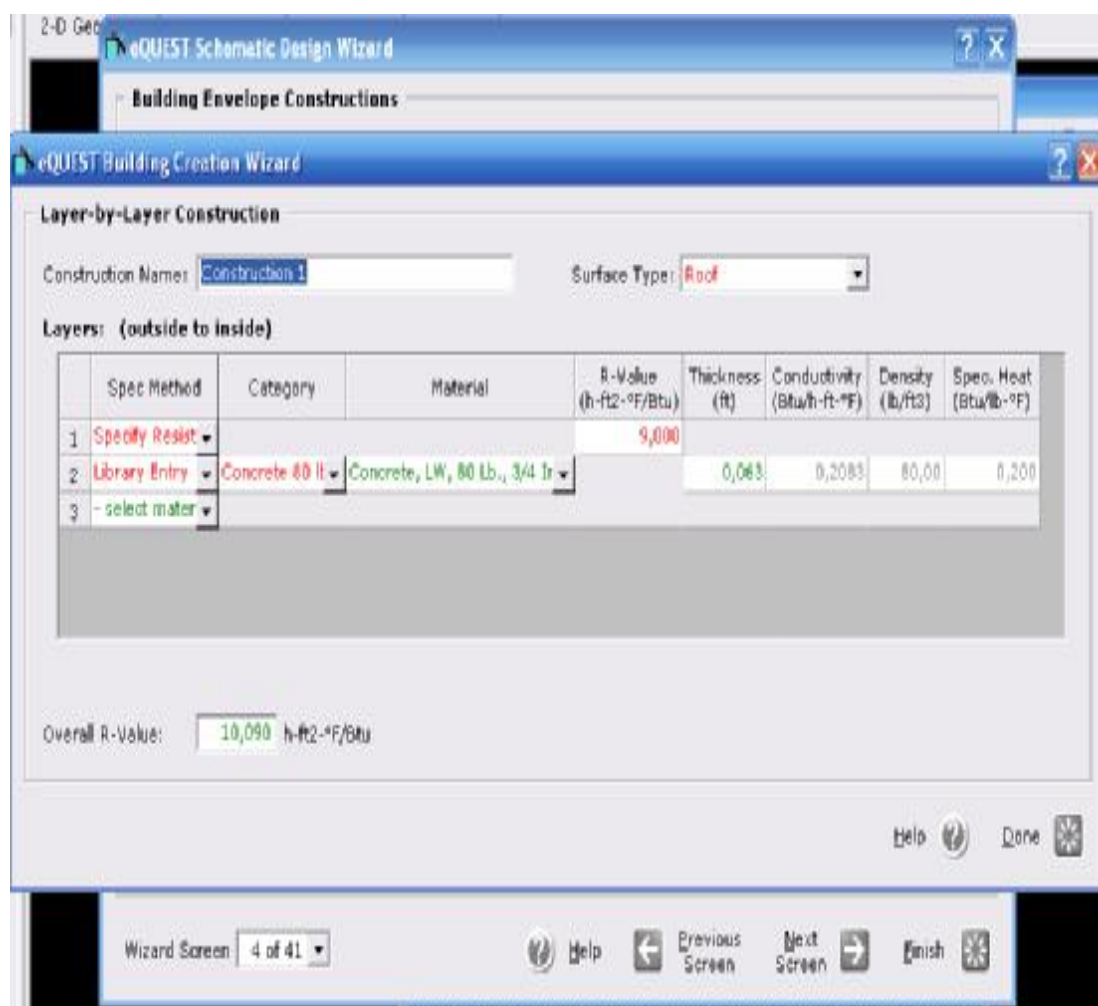 2-D Geo
eQUEST Schematic Design Wizard
Building Envelope Constructions
eQUEST Building Creation Wizard
Layer-by-Layer Construction
Construction Name: Construction 1 Surface Type: Roof
Layers: (outside to inside)
Spec Method Category Material R-Value (h-ft2-°F/Btu) Thickness (ft) Conductivity (Btu/h-ft-°F) Density (lb/ft3) Spec. Heat (Btu/lb-°F)
1 Specify Resist 9,000
2 Library Entry Concrete 80 lt Concrete, LW, 80 Lb., 3/4 Ir 0,063 0,2083 80,00 0,200
3 - select mater
Overall R-Value: 10,090 h-ft2-°F/Btu
Help Done
Wizard Screen 4 of 41 Help Previous Screen Next Screen Finish